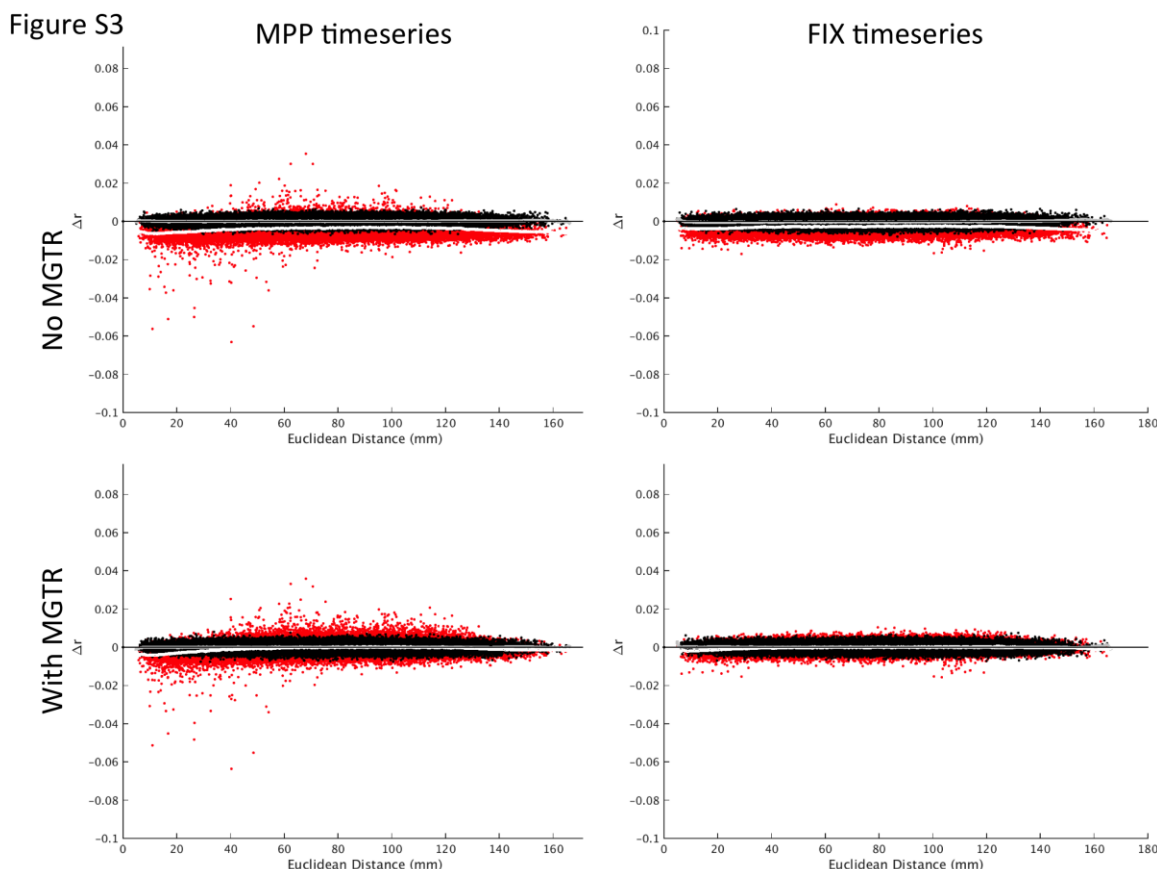 Figure S3
MPP timeseries
FIX timeseries
No MGTR
0.08
0.06
0.04
0.02
0
−0.02
−0.04
−0.06
−0.08
−0.1
Δr
0 20 40 60 80 100 120 140 160
Euclidean Distance (mm)
0.1
0.08
0.06
0.04
0.02
0
−0.02
−0.04
−0.06
−0.08
−0.1
Δr
0 20 40 60 80 100 120 140 160 180
Euclidean Distance (mm)
With MGTR
0.08
0.06
0.04
0.02
0
−0.02
−0.04
−0.06
−0.08
−0.1
Δr
0 20 40 60 80 100 120 140 160
Euclidean Distance (mm)
0.08
0.06
0.04
0.02
0
−0.02
−0.04
−0.06
−0.08
−0.1
Δr
0 20 40 60 80 100 120 140 160 180
Euclidean Distance (mm)